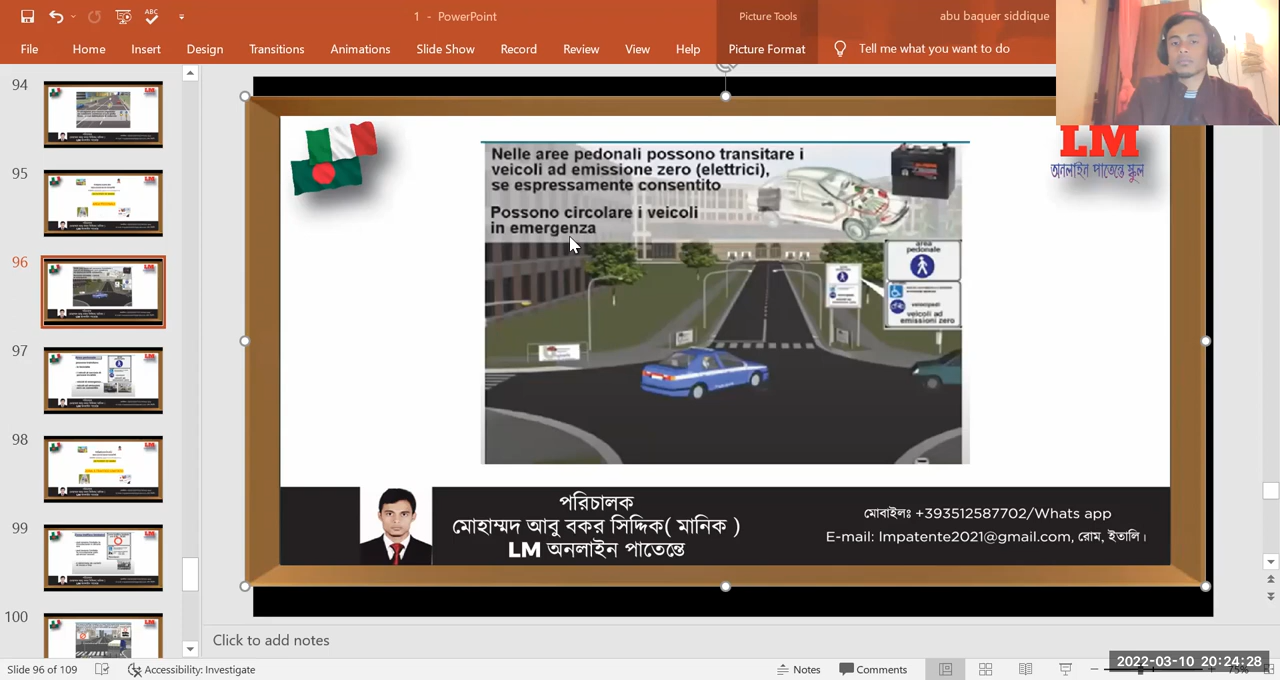 1 - PowerPoint
Picture Tools
abu baquer siddique
ABC
File
Home
Insert
Design
Transitions
Animations
Slide Show
Record
Review
View
Help
Picture Format
Tell me what you want to do
94
95
96
97
98
99
100
Nelle aree pedonali possono transitare i
veicoli ad emissione zero (elettrici),
se espressamente consentito
Possono circolare i veicoli
in emergenza
LM
অনলাইন পাতেন্তে স্কুল
area
pedonale
velocipedi
veicoli ad
emissioni zero
পরিচালক
মোহাম্মদ আবু বকর সিদ্দিক( মানিক )
LM অনলাইন পাতেন্তে
মোবাইলঃ +393512587702/Whats app
E-mail: lmpatente2021@gmail.com, রোম, ইতালি।
Click to add notes
Slide 96 of 109
Accessibility: Investigate
Notes
Comments
2022-03-10 20:24:28
75%